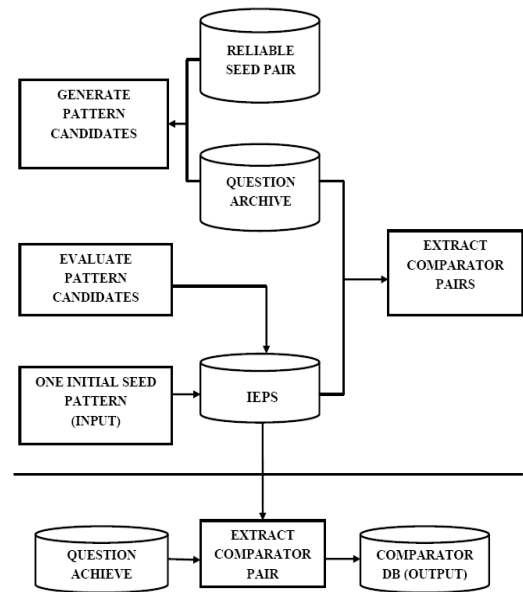 RELIABLE
SEED PAIR
GENERATE
PATTERN
CANDIDATES
QUESTION
ARCHIVE
EVALUATE
PATTERN
CANDIDATES
EXTRACT
COMPARATOR
PAIRS
ONE INITIAL SEED
PATTERN
(INPUT)
IEPS
QUESTION
ACHIEVE
EXTRACT
COMPARATOR
PAIR
COMPARATOR
DB (OUTPUT)